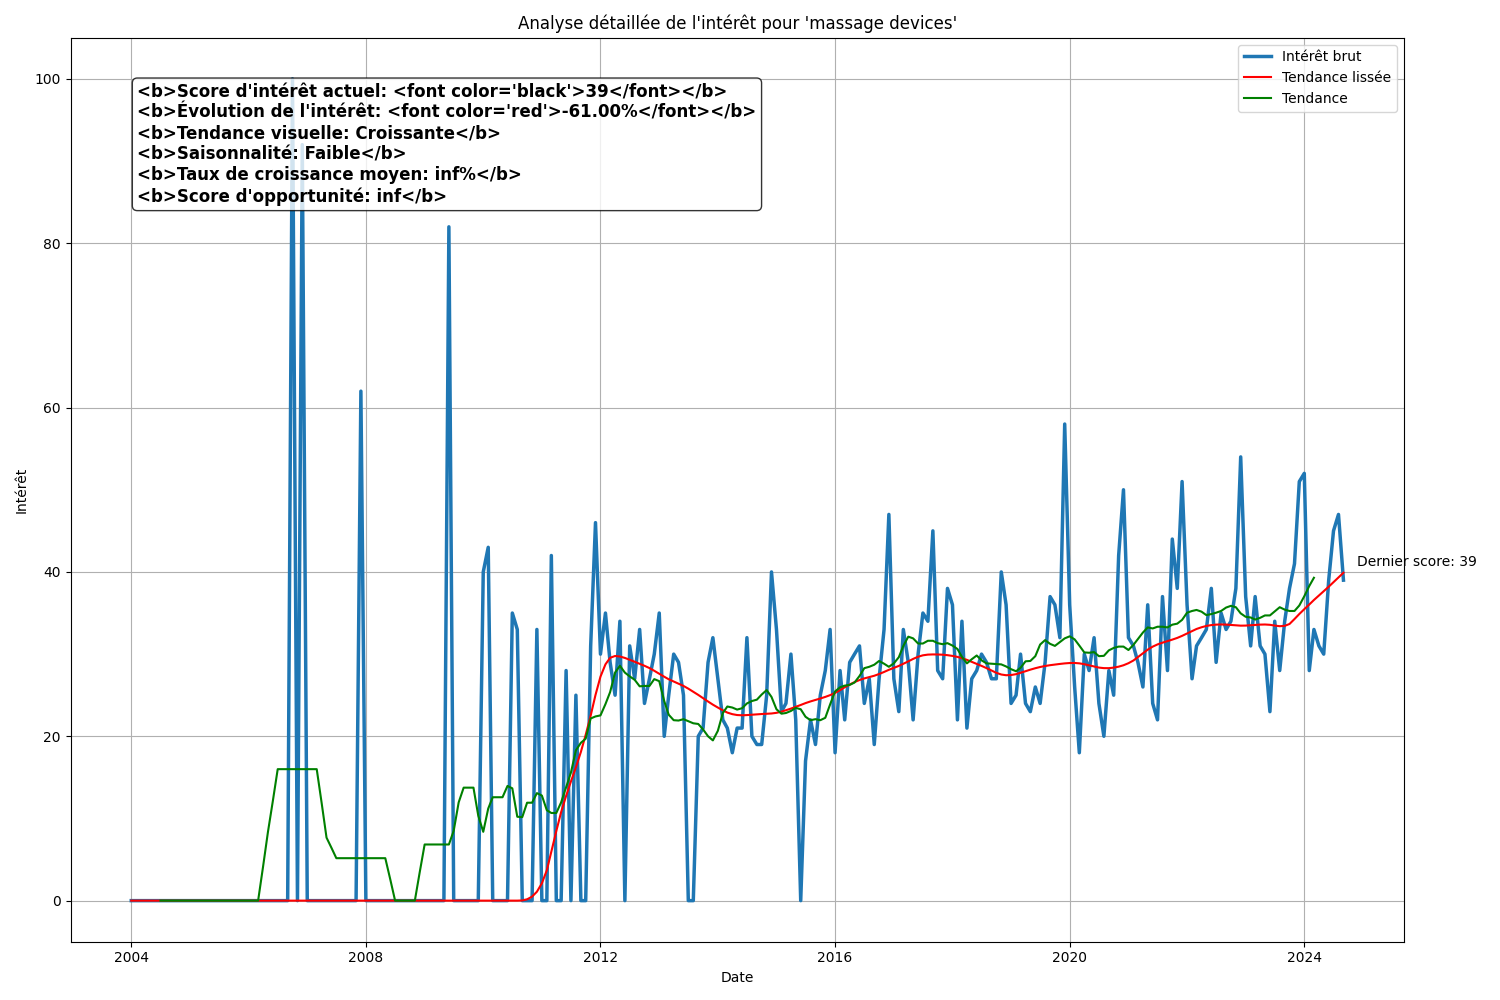 Analyse détaillée de l'intérêt pour 'massage devices'
Intérêt brut
Tendance lissée
Tendance
<b>Score d'intérêt actuel: <font color='black'>39</font></b>
<b>Évolution de l'intérêt: <font color='red'>-61.00%</font></b>
<b>Tendance visuelle: Croissante</b>
<b>Saisonnalité: Faible</b>
<b>Taux de croissance moyen: inf%</b>
<b>Score d'opportunité: inf</b>
100
80
60
40
20
0
Intérêt
Dernier score: 39
2004 2008 2012 2016 2020 2024
Date